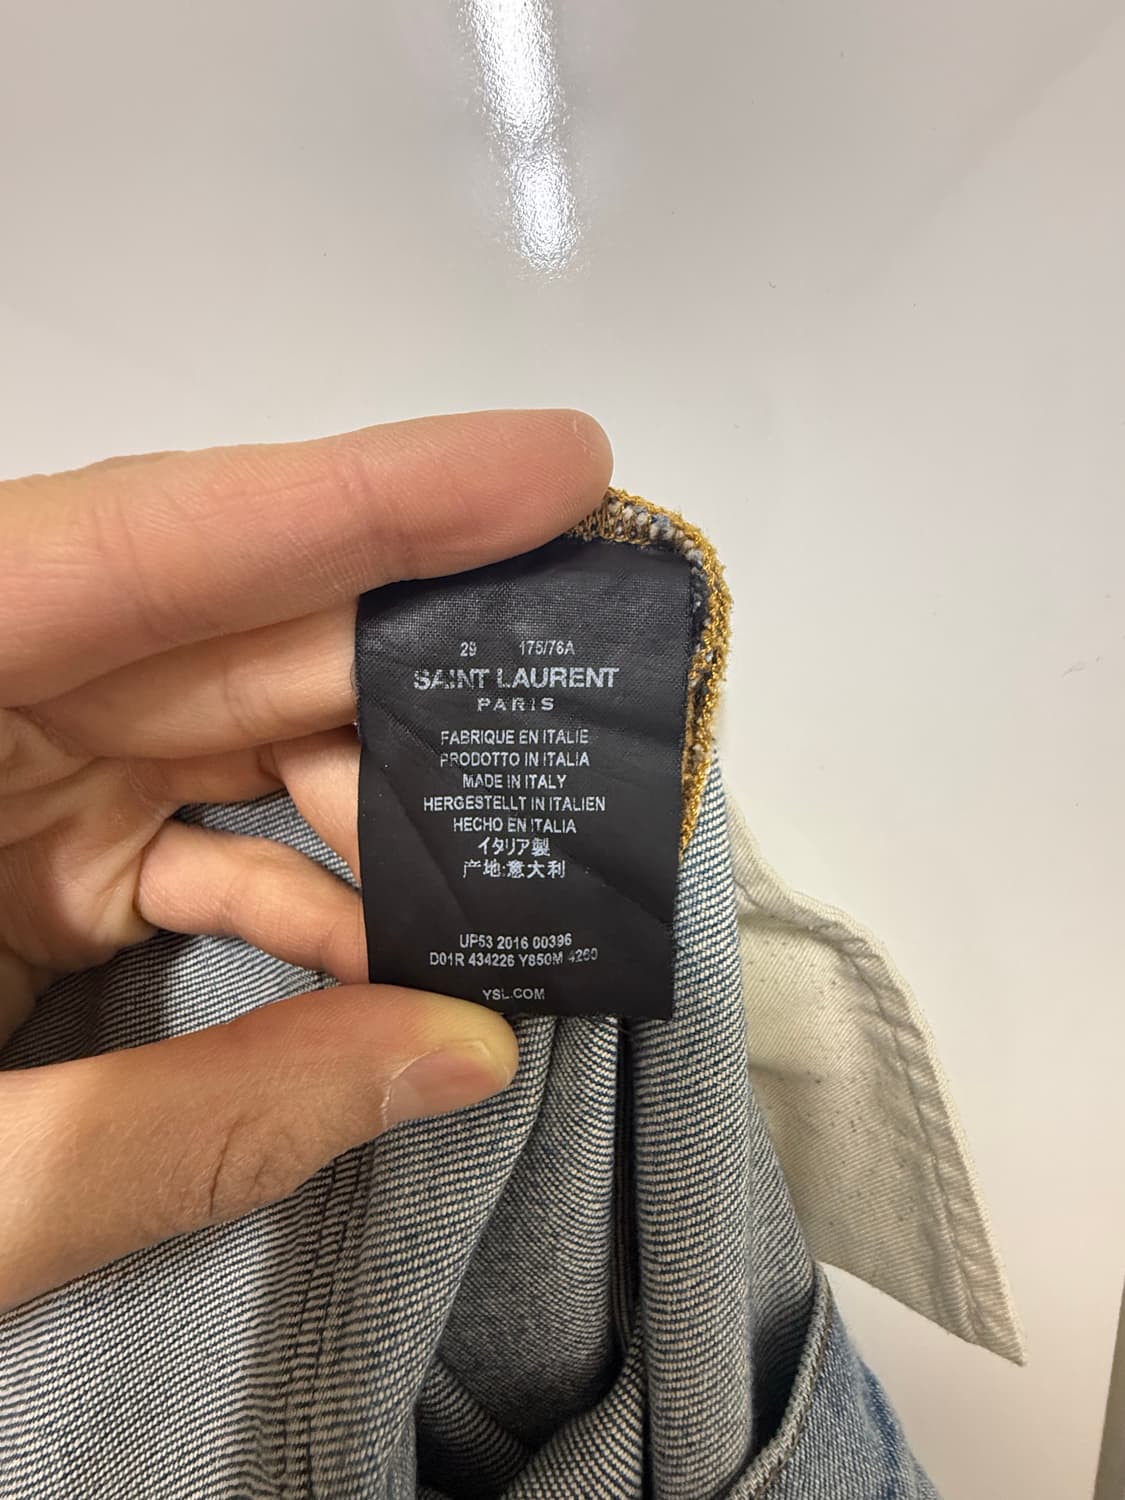 29 175/76A
SAINT LAURENT
PARIS
FABRIQUE EN ITALIE
PRODOTTO IN ITALIA
MADE IN ITALY
HERGESTELLT IN ITALIEN
HECHO EN ITALIA
イタリア製
产地:意大利
UP53 2016 00396
D01R 434226 Y850M
YSL.COM